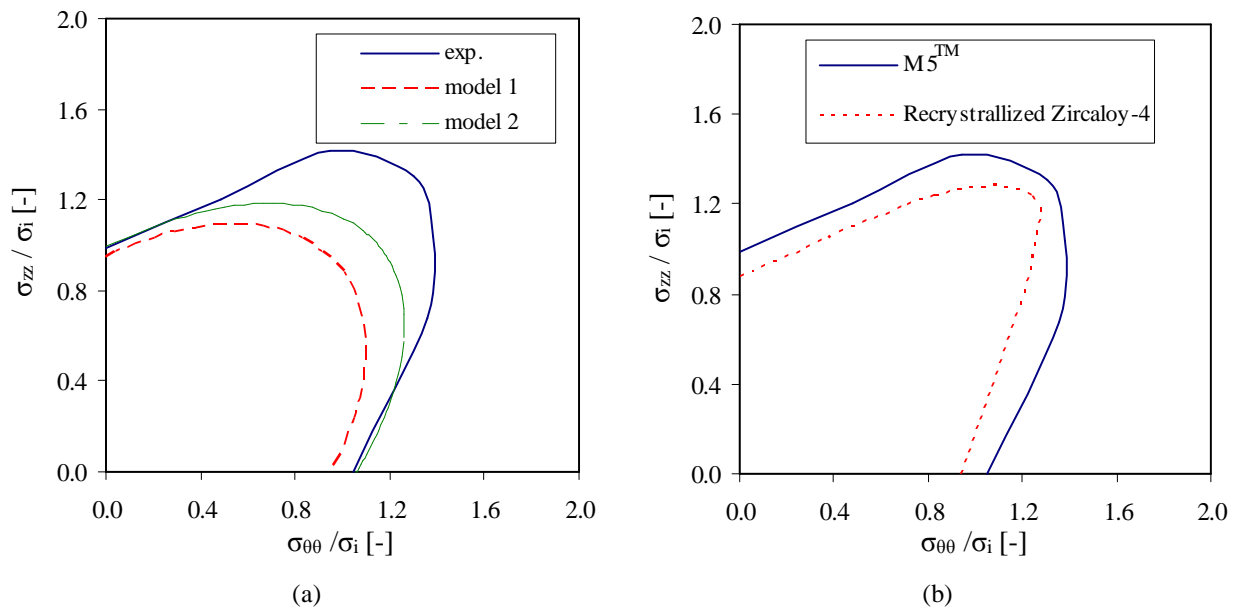 2.0
1.6
1.2
0.8
0.4
0.0
σzz / σi [-]
exp.
model 1
model 2
0.0 0.4 0.8 1.2 1.6 2.0
σθθ /σi [-]
(a)
2.0
1.6
1.2
0.8
0.4
0.0
σzz / σi [-]
M5TM
Recrystrallized Zircaloy-4
0.0 0.4 0.8 1.2 1.6 2.0
σθθ /σi [-]
(b)